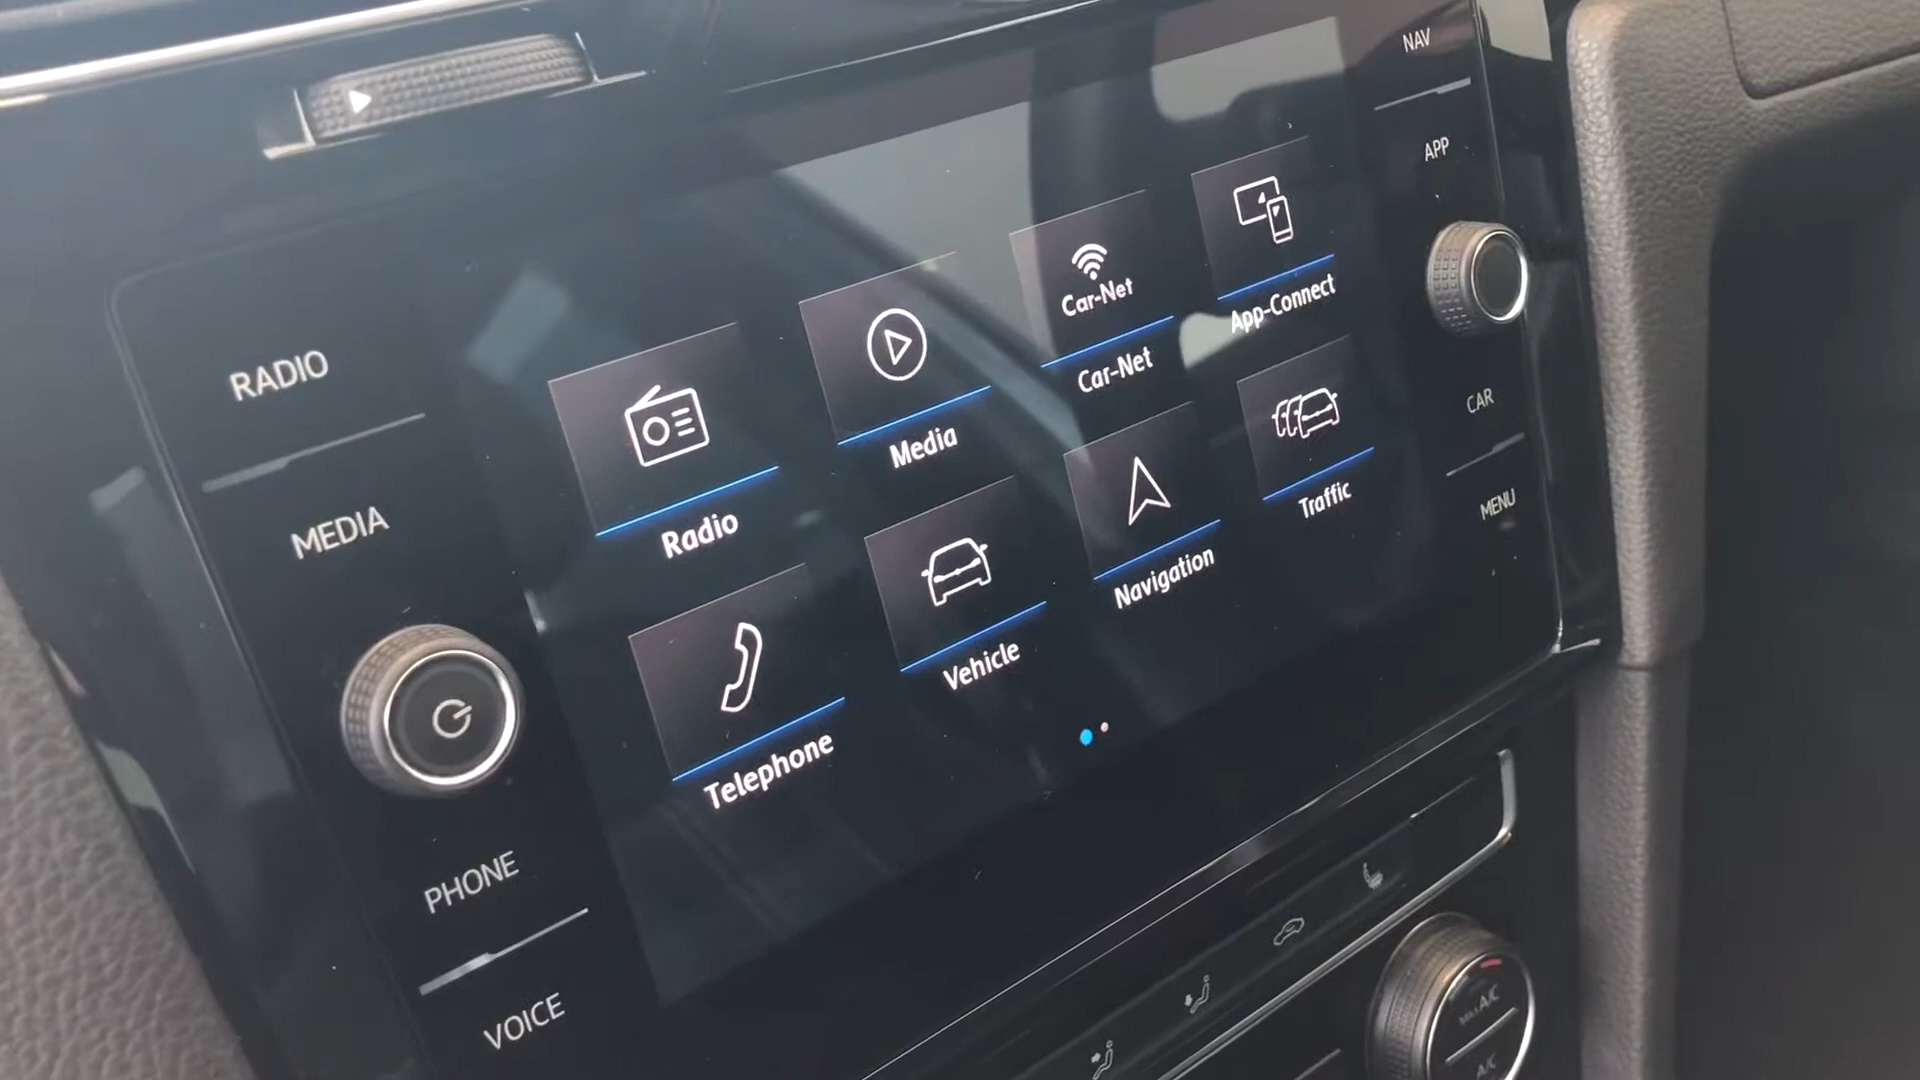 RADIO
MEDIA
PHONE
VOICE
Radio
Media
Car-Net
Car-Net
App-Connect
Telephone
Vehicle
Navigation
Traffic
NAV
APP
CAR
MENU
A/C
A/C